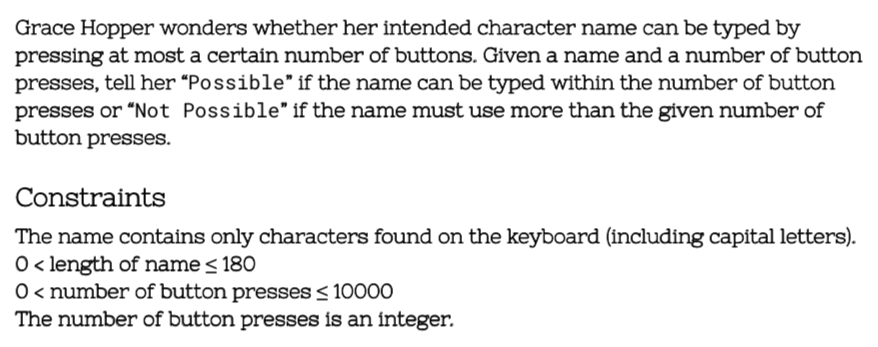 Grace Hopper wonders whether her intended character name can be typed by
pressing at most a certain number of buttons. Given a name and a number of button
presses, tell her “Possible” if the name can be typed within the number of button
presses or “Not Possible” if the name must use more than the given number of
button presses.
Constraints
The name contains only characters found on the keyboard (including capital letters).
0 < length of name ≤ 180
0 < number of button presses ≤ 10000
The number of button presses is an integer.